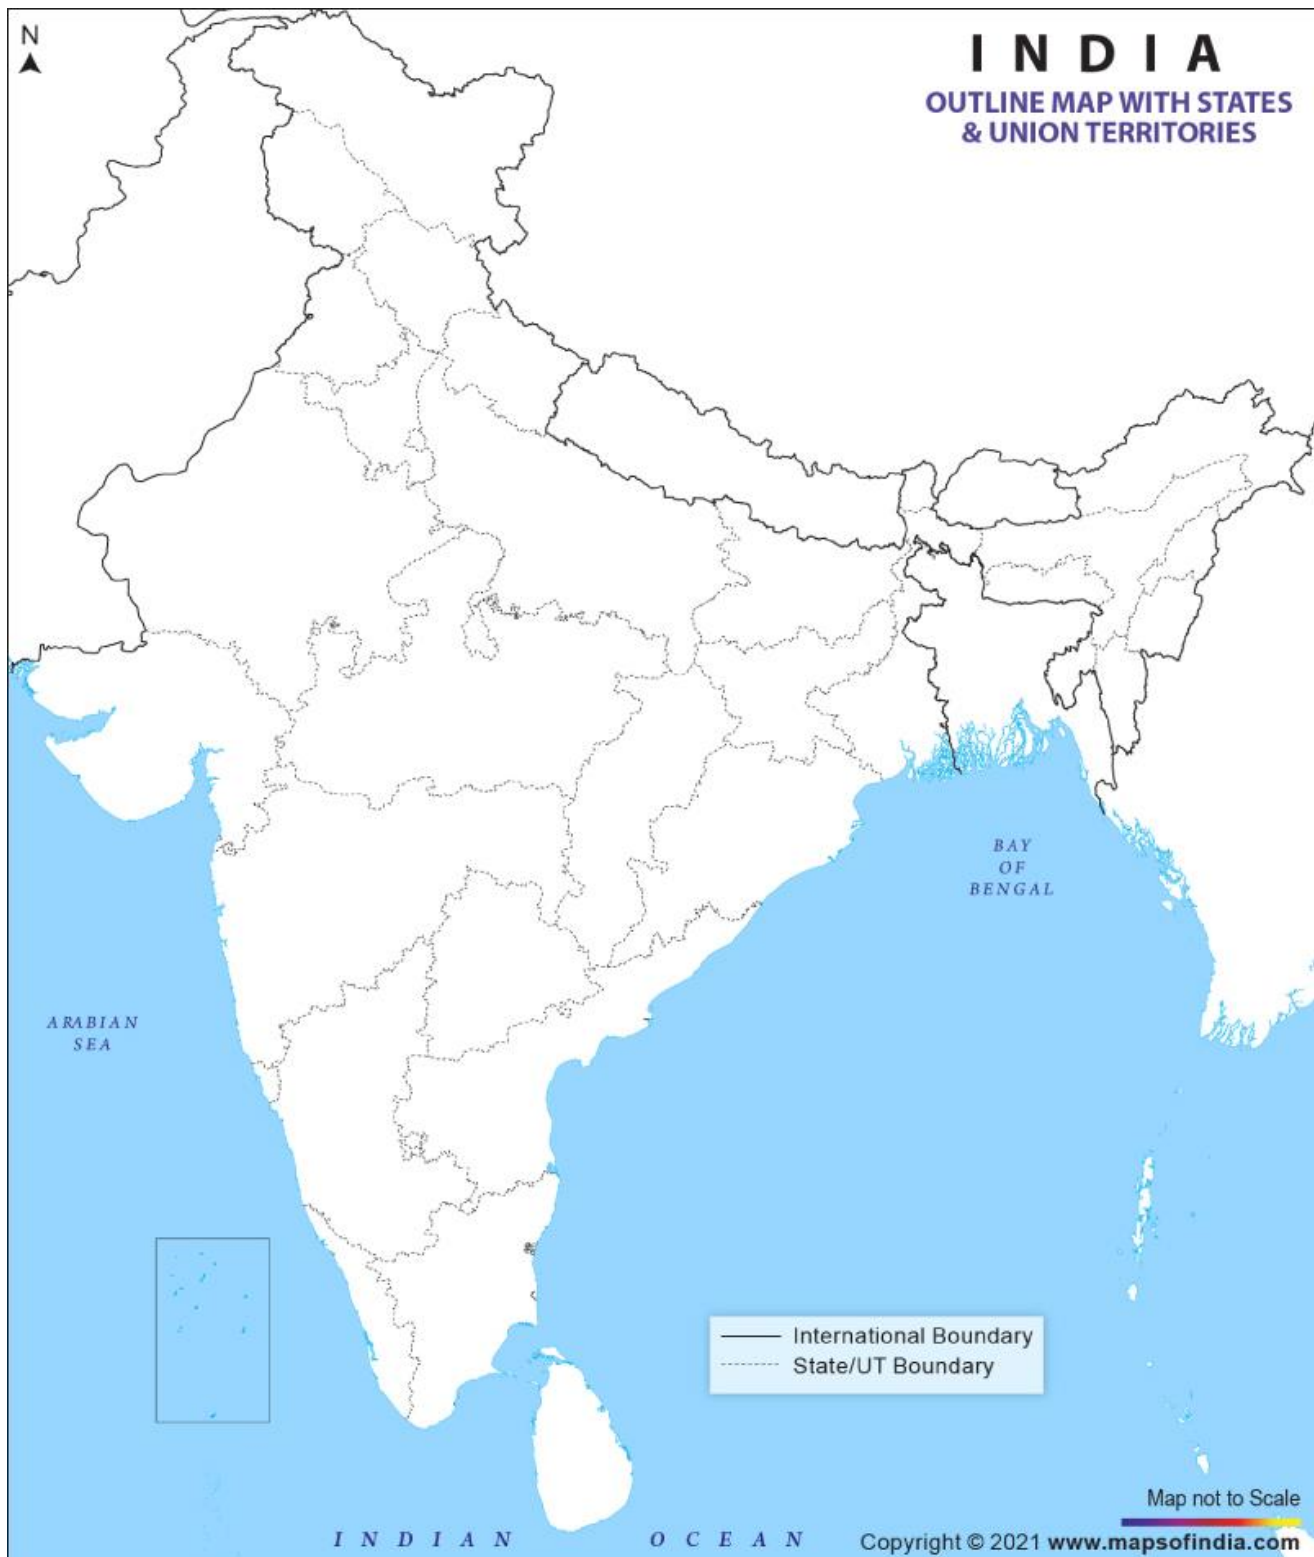 N
INDIA
OUTLINE MAP WITH STATES
& UNION TERRITORIES
BAY
OF
BENGAL
ARABIAN
SEA
International Boundary
State/UT Boundary
Map not to Scale
INDIAN OCEAN
Copyright © 2021 www.mapsofindia.com